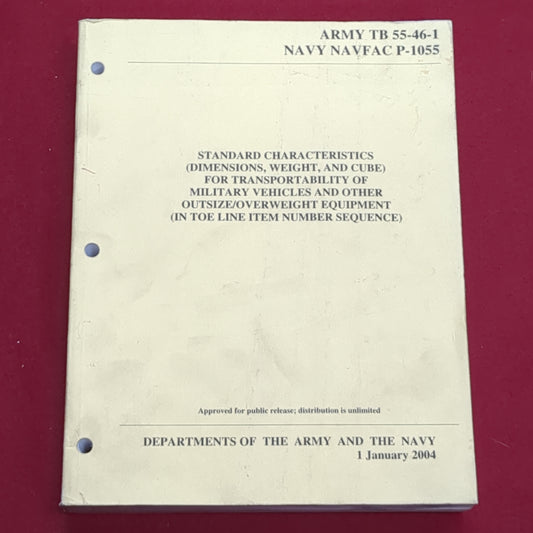 ARMY TB 55-46-1
NAVY NAVFAC P-1055
STANDARD CHARACTERISTICS
(DIMENSIONS, WEIGHT, AND CUBE)
FOR TRANSPORTABILITY OF
MILITARY VEHICLES AND OTHER
OUTSIZE/OVERWEIGHT EQUIPMENT
(IN TOE LINE ITEM NUMBER SEQUENCE)
Approved for public release; distribution is unlimited
DEPARTMENTS OF THE ARMY AND THE NAVY
1 January 2004